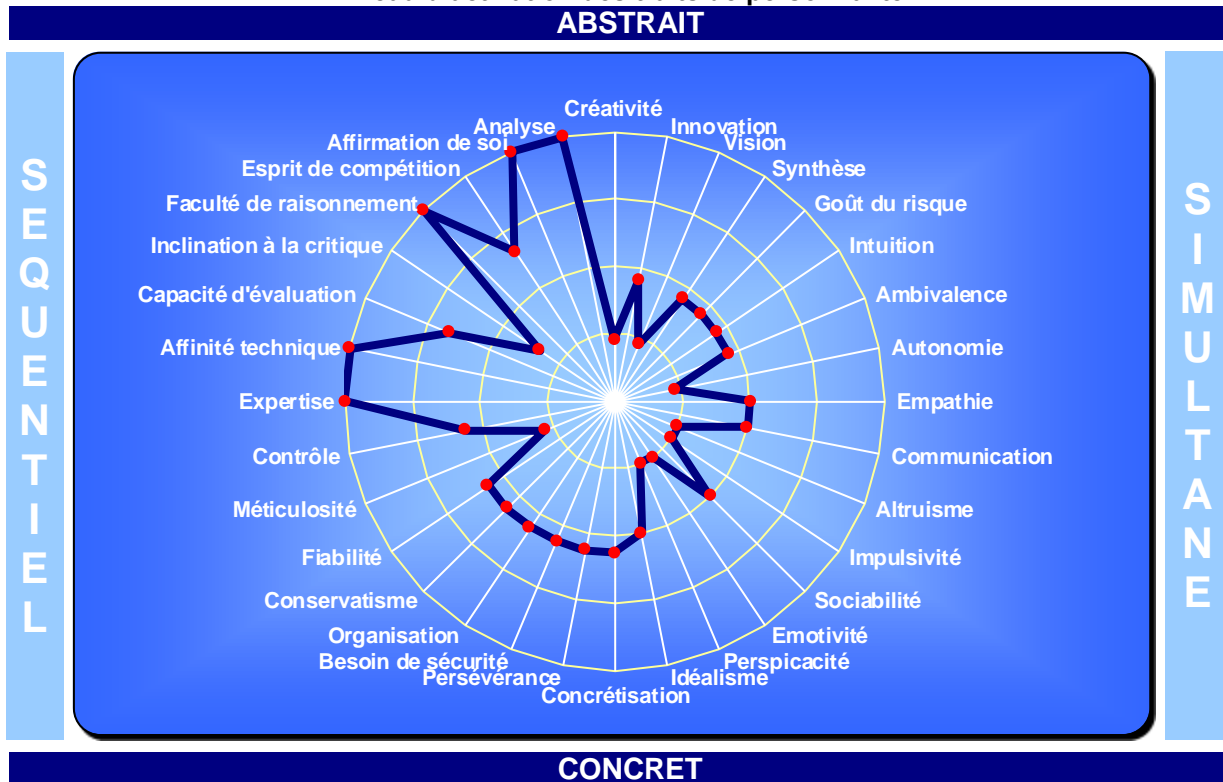 ABSTRAIT
SEQUENTIEL
SIMULTANE
Créativité
Innovation
Vision
Synthèse
Goût du risque
Intuition
Ambivalence
Autonomie
Empathie
Communication
Altruisme
Impulsivité
Sociabilité
Emotivité
Perspicacité
Idéalisme
Concrétisation
Persévérance
Besoin de sécurité
Organisation
Conservatisme
Fiabilité
Méticulosité
Contrôle
Expertise
Affinité technique
Capacité d'évaluation
Inclination à la critique
Faculté de raisonnement
Esprit de compétition
Affirmation de soi
Analyse
CONCRET